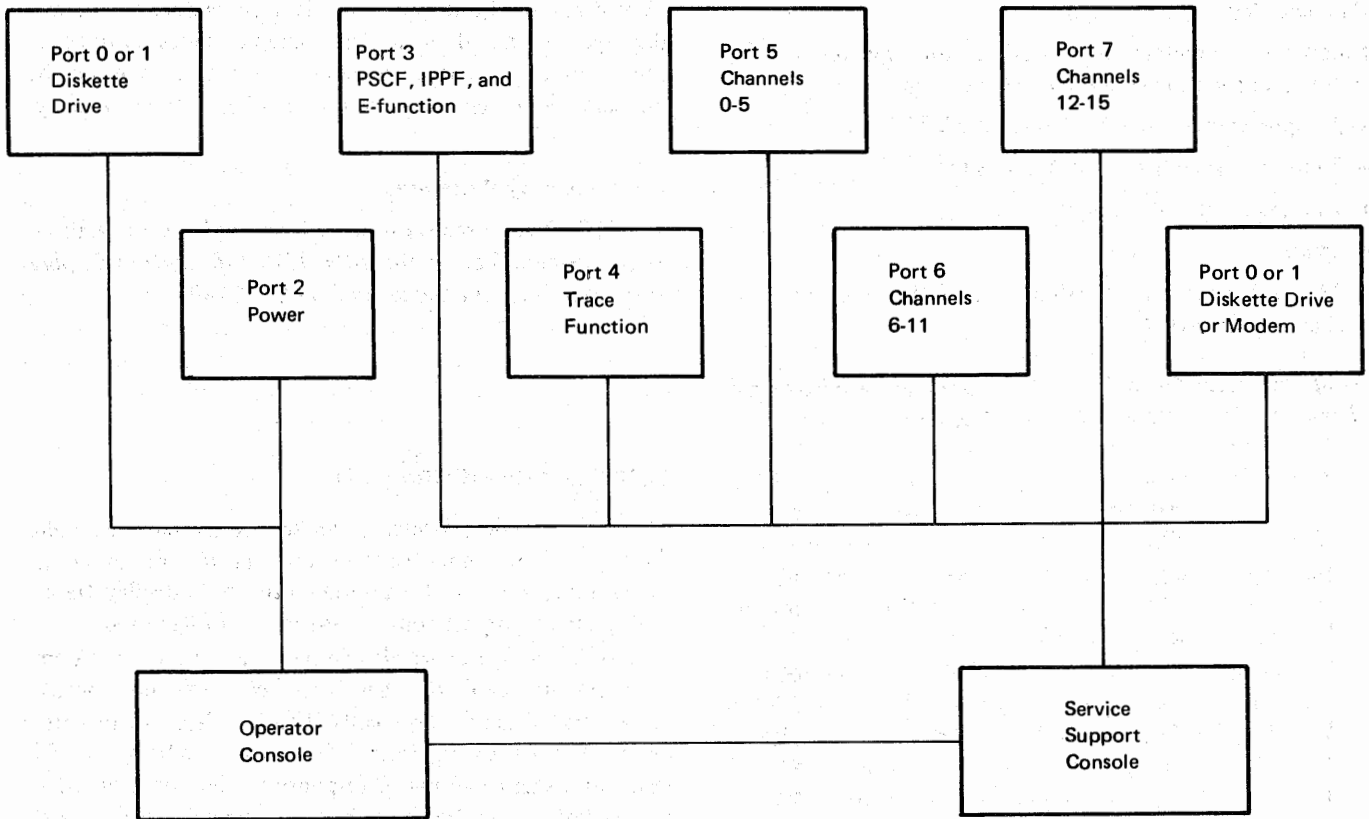 Port 0 or 1
Diskette
Drive
Port 3
PSCF, IPPF, and
E-function
Port 5
Channels
0-5
Port 7
Channels
12-15
Port 2
Power
Port 4
Trace
Function
Port 6
Channels
6-11
Port 0 or 1
Diskette Drive
or Modem
Operator
Console
Service
Support
Console